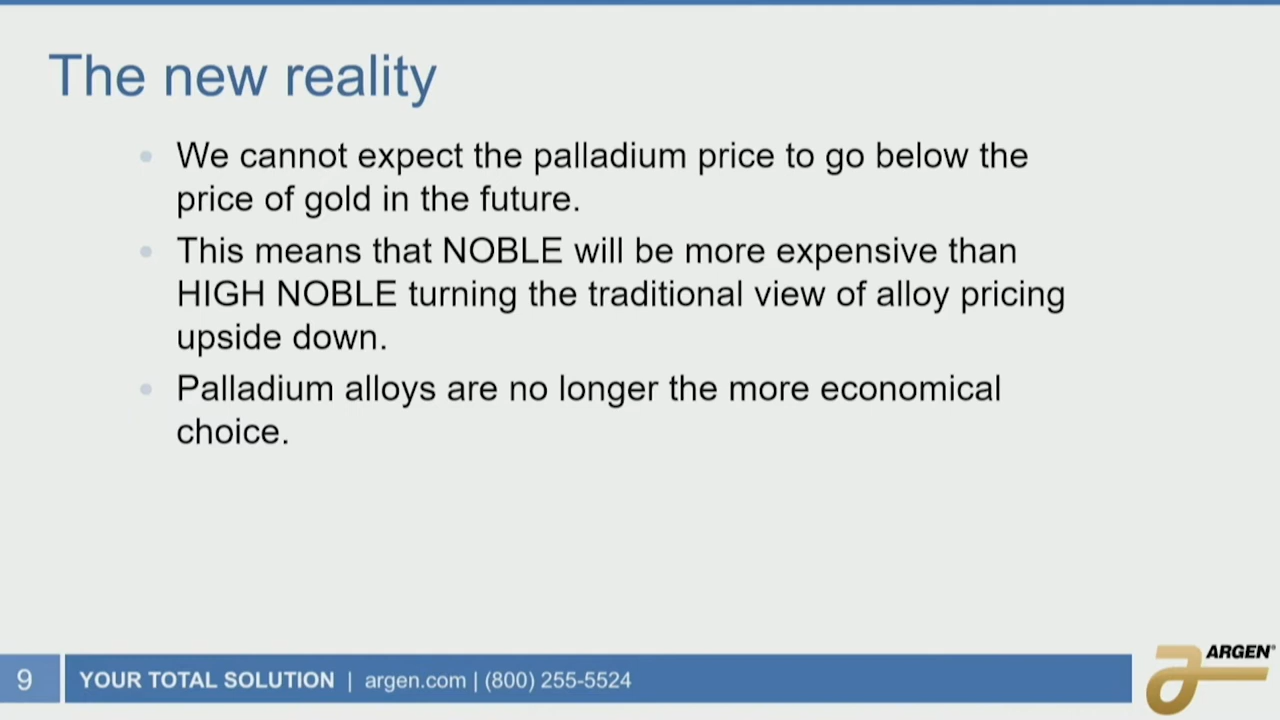 The new reality
We cannot expect the palladium price to go below the
price of gold in the future.
This means that NOBLE will be more expensive than
HIGH NOBLE turning the traditional view of alloy pricing
upside down.
Palladium alloys are no longer the more economical
choice.
9 YOUR TOTAL SOLUTION | argen.com | (800) 255-5524
ARGEN®